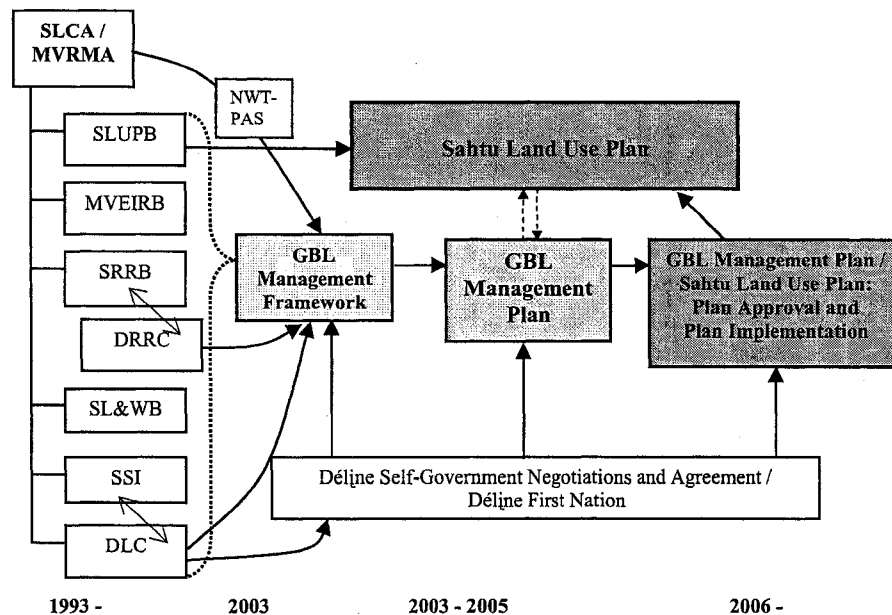 SLCA /
MVRMA
NWT-
PAS
SLUPB
Sahtu Land Use Plan
MVEIRB
SRRB
GBL
Management
Framework
GBL
Management
Plan
GBL Management Plan /
Sahtu Land Use Plan:
Plan Approval and
Plan Implementation
DRRC
SL&WB
SSI
Déline Self-Government Negotiations and Agreement /
Déline First Nation
DLC
1993 -
2003
2003 - 2005
2006 -